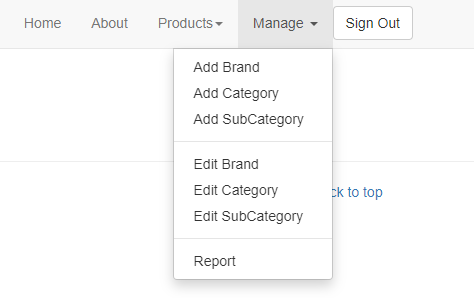 Home About Products Manage Sign Out
Add Brand
Add Category
Add SubCategory
Edit Brand
Edit Category
ck to top
Edit SubCategory
Report